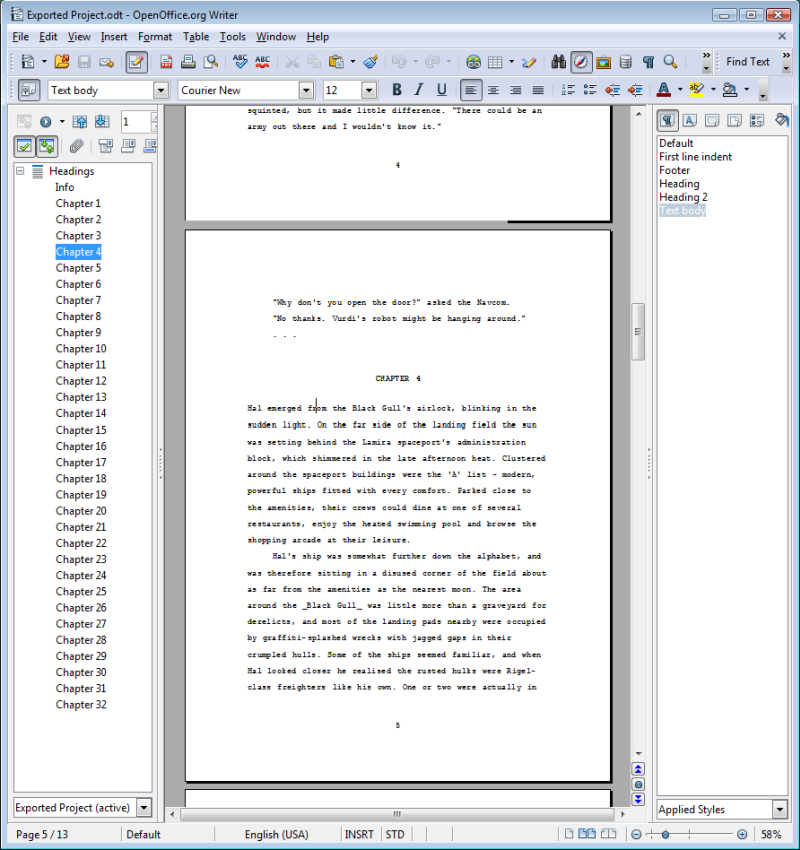 Exported Project.odt - OpenOffice.org Writer
File Edit View Insert Format Table Tools Window Help
Find Text
Text body Courier New 12 B I U
1
Headings
Info
Chapter 1
Chapter 2
Chapter 3
Chapter 4
Chapter 5
Chapter 6
Chapter 7
Chapter 8
Chapter 9
Chapter 10
Chapter 11
Chapter 12
Chapter 13
Chapter 14
Chapter 15
Chapter 16
Chapter 17
Chapter 18
Chapter 19
Chapter 20
Chapter 21
Chapter 22
Chapter 23
Chapter 24
Chapter 25
Chapter 26
Chapter 27
Chapter 28
Chapter 29
Chapter 30
Chapter 31
Chapter 32
Exported Project (active)
squinted, but it made little difference. "There could be an
army out there and I wouldn't know it."
4
"Why don't you open the door?" asked the Navcom.
"No thanks. Vurdi's robot might be hanging around."
. . .
CHAPTER 4
Hal emerged from the Black Gull's airlock, blinking in the
sudden light. On the far side of the landing field the sun
was setting behind the Lamira spaceport's administration
block, which shimmered in the late afternoon heat. Clustered
around the spaceport buildings were the 'A' list - modern,
powerful ships fitted with every comfort. Parked close to
the amenities, their crews could dine at one of several
restaurants, enjoy the heated swimming pool and browse the
shopping arcade at their leisure.
Hal's ship was somewhat further down the alphabet, and
was therefore sitting in a disused corner of the field about
as far from the amenities as the nearest moon. The area
around the _Black Gull_ was little more than a graveyard for
derelicts, and most of the landing pads nearby were occupied
by graffiti-splashed wrecks with jagged gaps in their
crumpled hulls. Some of the ships seemed familiar, and when
Hal looked closer he realised the rusted hulks were Rigel-
class freighters like his own. One or two were actually in
5
Default
First line indent
Footer
Heading
Heading 2
Text body
Applied Styles
Page 5 / 13 Default English (USA) INSRT STD 58%